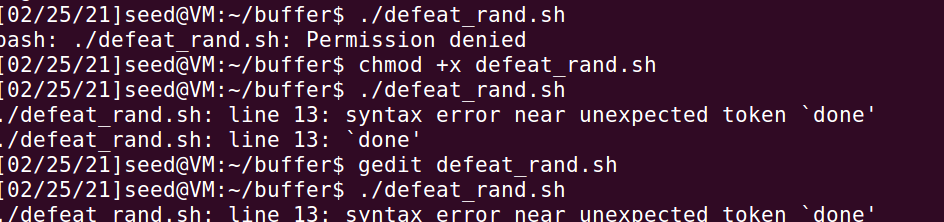 [02/25/21]seed@VM:~/buffer$ ./defeat_rand.sh
bash: ./defeat_rand.sh: Permission denied
[02/25/21]seed@VM:~/buffer$ chmod +x defeat_rand.sh
[02/25/21]seed@VM:~/buffer$ ./defeat_rand.sh
./defeat_rand.sh: line 13: syntax error near unexpected token `done'
./defeat_rand.sh: line 13: `done'
[02/25/21]seed@VM:~/buffer$ gedit defeat_rand.sh
[02/25/21]seed@VM:~/buffer$ ./defeat_rand.sh
./defeat_rand.sh: line 13: syntax error near unexpected token `done'